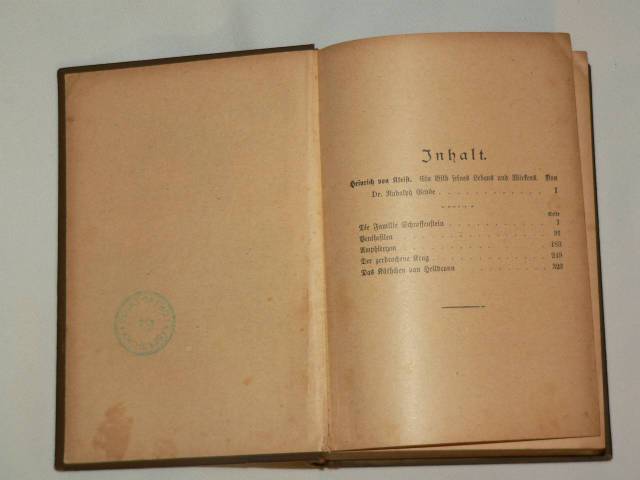 Inhalt.
Heinrich von Kleist. Ein Bild seines Lebens und Wirkens. Von
Dr. Rudolph Genée . . . . . . . . . . . . I
Seite
Die Familie Schroffenstein . . . . . . . . . . . 1
Penthesilea . . . . . . . . . . . . . 91
Amphitryon . . . . . . . . . . . . . 183
Der zerbrochene Krug . . . . . . . . . . . . 249
Das Käthchen von Heilbronn . . . . . . . . . . . 323